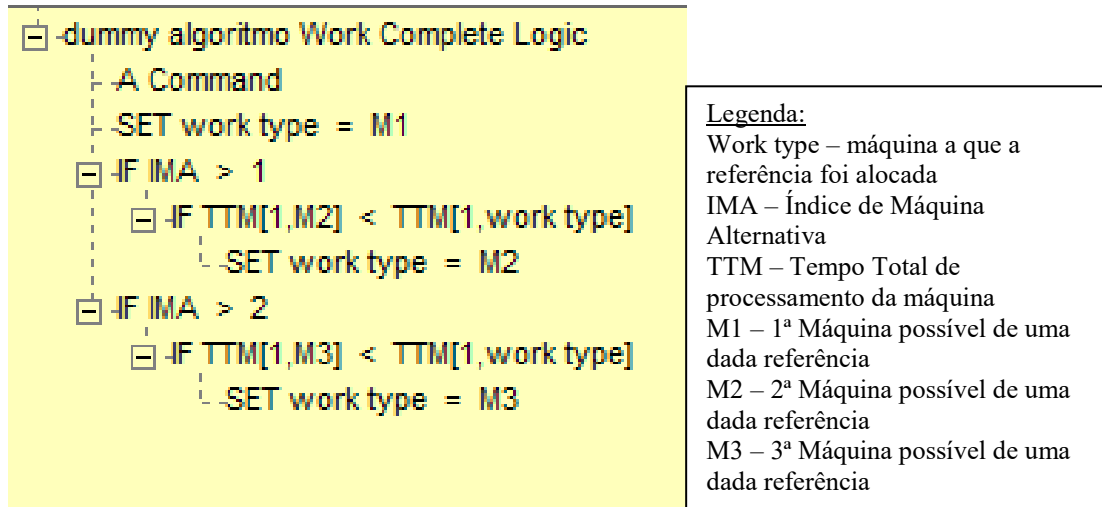 dummy algoritmo Work Complete Logic
A Command
SET work type = M1
IF IMA > 1
IF TTM[1,M2] < TTM[1,work type]
SET work type = M2
IF IMA > 2
IF TTM[1,M3] < TTM[1,work type]
SET work type = M3
Legenda:
Work type – máquina a que a
referência foi alocada
IMA – Índice de Máquina
Alternativa
TTM – Tempo Total de
processamento da máquina
M1 – 1ª Máquina possível de uma
dada referência
M2 – 2ª Máquina possível de uma
dada referência
M3 – 3ª Máquina possível de uma
dada referência